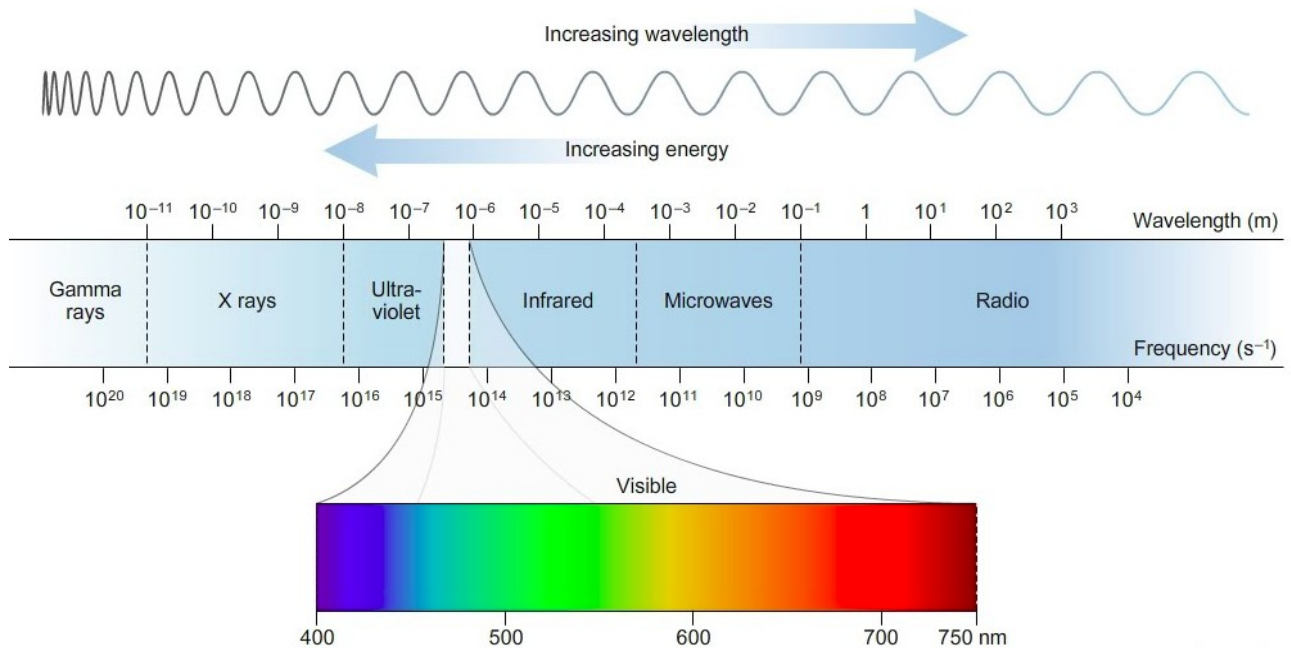 Increasing wavelength
Increasing energy
10⁻¹¹ 10⁻¹⁰ 10⁻⁹ 10⁻⁸ 10⁻⁷ 10⁻⁶ 10⁻⁵ 10⁻⁴ 10⁻³ 10⁻² 10⁻¹ 1 10¹ 10² 10³ Wavelength (m)
Gamma
rays
X rays
Ultra-
violet
Infrared
Microwaves
Radio
Frequency (s⁻¹)
10²⁰ 10¹⁹ 10¹⁸ 10¹⁷ 10¹⁶ 10¹⁵ 10¹⁴ 10¹³ 10¹² 10¹¹ 10¹⁰ 10⁹ 10⁸ 10⁷ 10⁶ 10⁵ 10⁴
Visible
400 500 600 700 750 nm